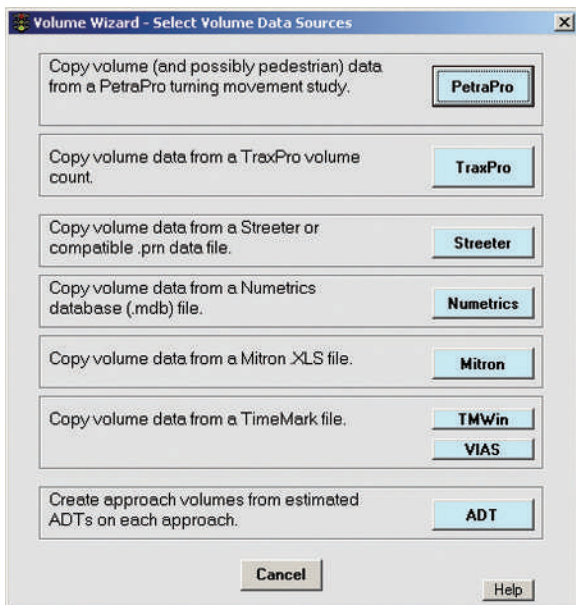 Volume Wizard - Select Volume Data Sources
Copy volume (and possibly pedestrian) data
from a PetraPro turning movement study.
PetraPro
Copy volume data from a TraxPro volume
count.
TraxPro
Copy volume data from a Streeter or
compatible .prn data file.
Streeter
Copy volume data from a Numetrics
database (.mdb) file.
Numetrics
Copy volume data from a Mitron .XLS file.
Mitron
Copy volume data from a TimeMark file.
TMWin
VIAS
Create approach volumes from estimated
ADTs on each approach.
ADT
Cancel
Help